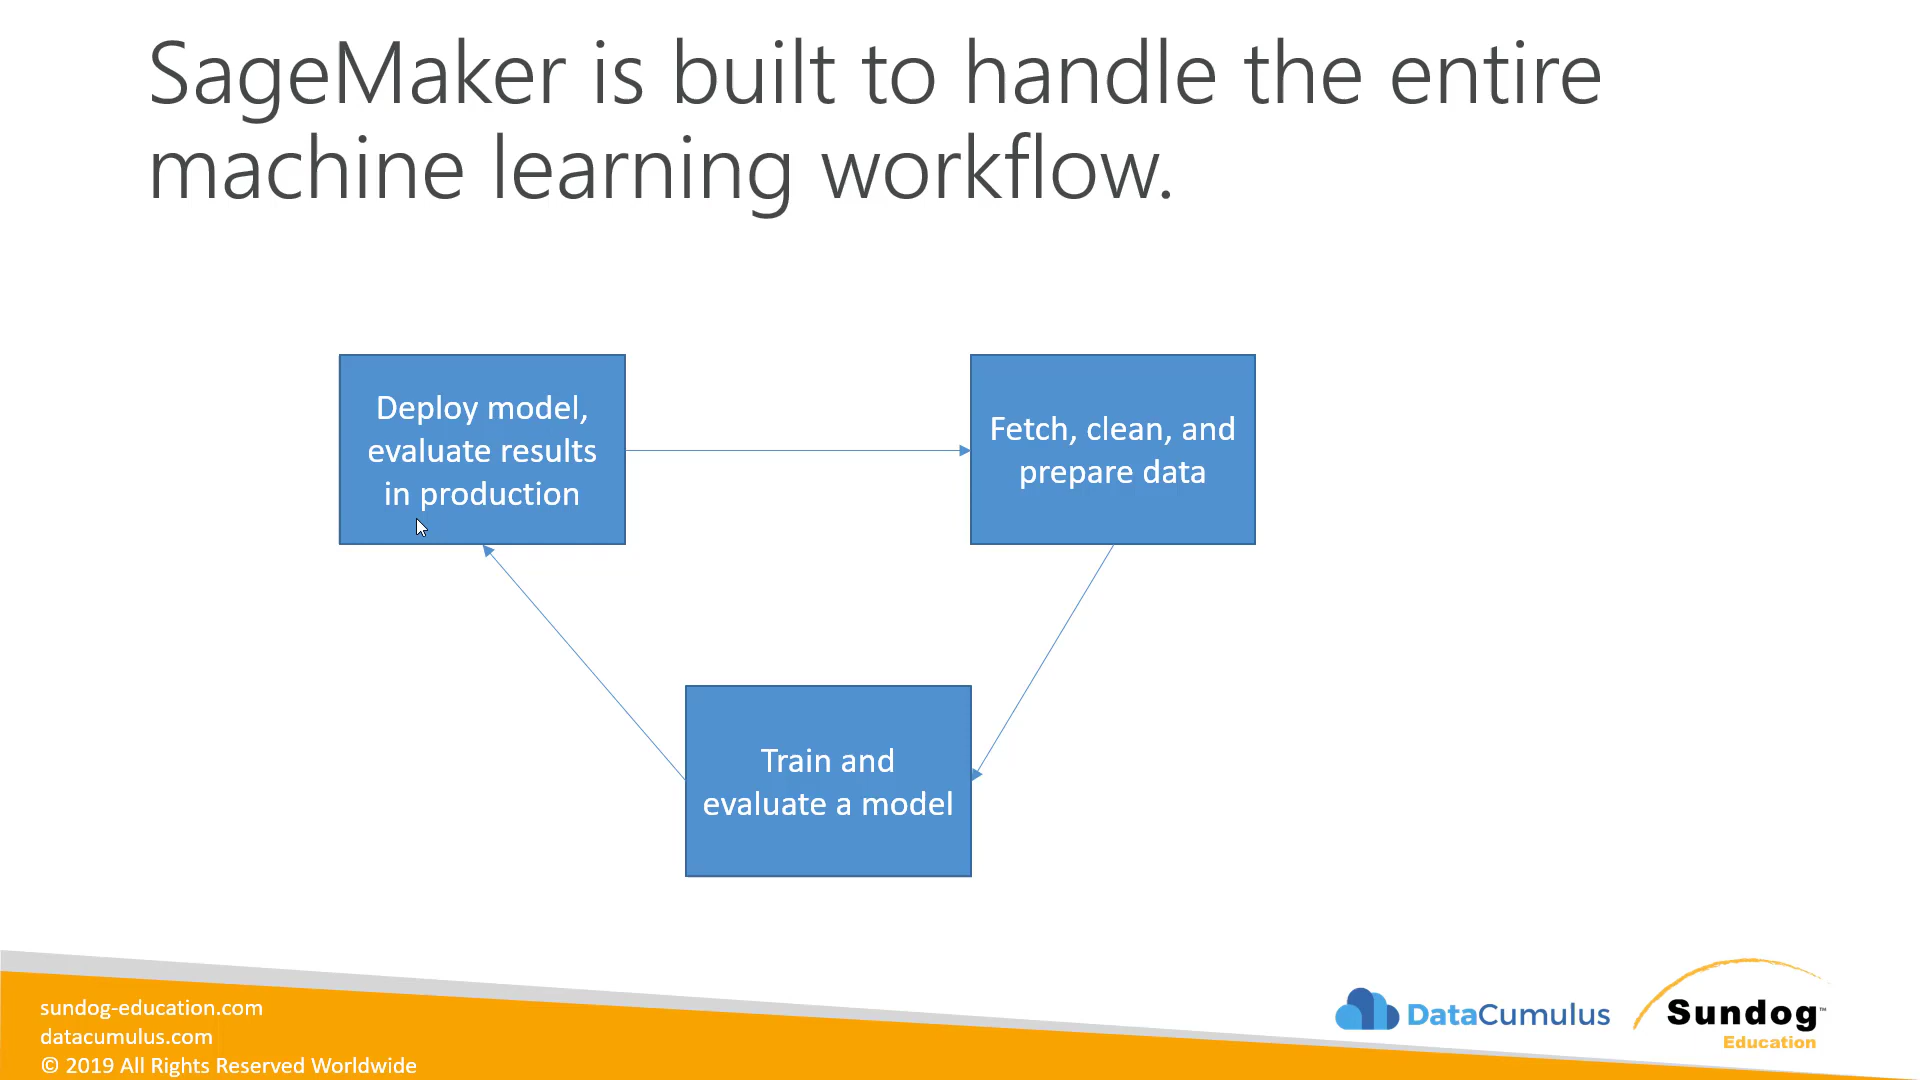 SageMaker is built to handle the entire
machine learning workflow.
Deploy model,
evaluate results
in production
Fetch, clean, and
prepare data
Train and
evaluate a model
sundog-education.com
datacumulus.com
© 2019 All Rights Reserved Worldwide
DataCumulus
Sundog™
Education